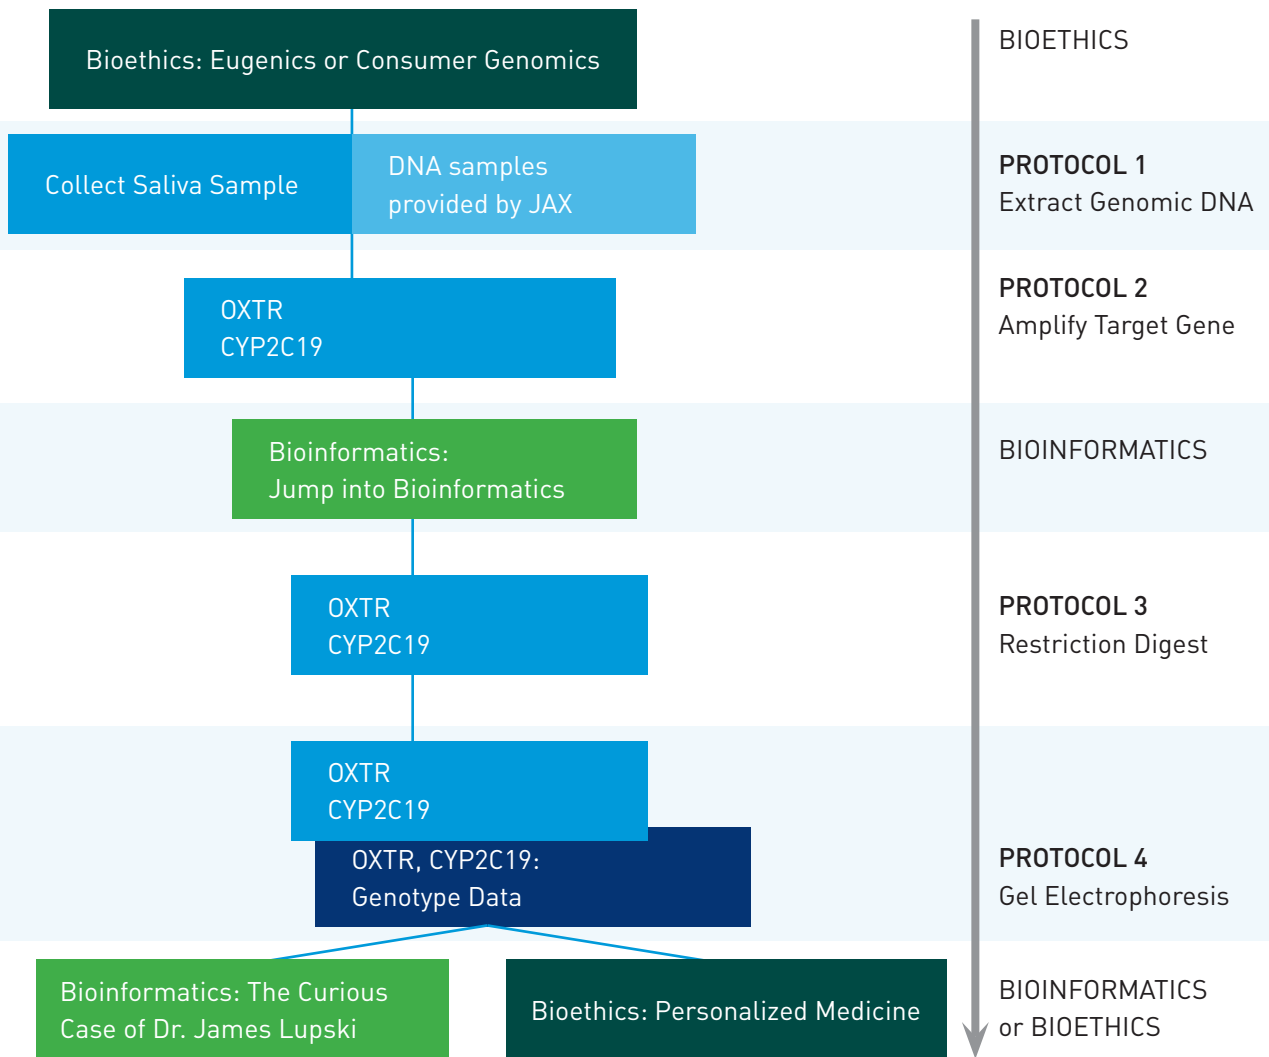 Bioethics: Eugenics or Consumer Genomics
BIOETHICS
Collect Saliva Sample
DNA samples
provided by JAX
PROTOCOL 1
Extract Genomic DNA
OXTR
CYP2C19
PROTOCOL 2
Amplify Target Gene
Bioinformatics:
Jump into Bioinformatics
BIOINFORMATICS
OXTR
CYP2C19
PROTOCOL 3
Restriction Digest
OXTR
CYP2C19
OXTR, CYP2C19:
Genotype Data
PROTOCOL 4
Gel Electrophoresis
Bioinformatics: The Curious
Case of Dr. James Lupski
Bioethics: Personalized Medicine
BIOINFORMATICS
or BIOETHICS